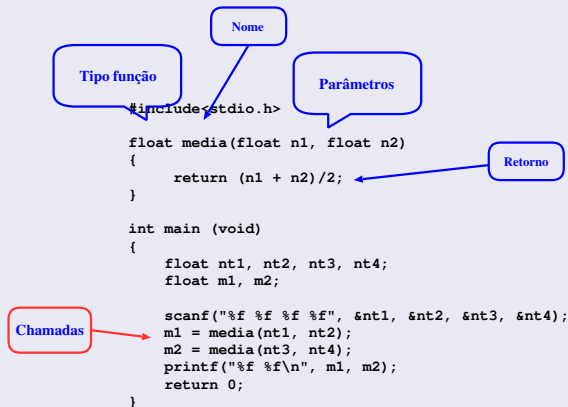 Nome
Tipo função
Parâmetros
#include<stdio.h>
float media(float n1, float n2)
{
return (n1 + n2)/2;
}
Retorno
int main (void)
{
float nt1, nt2, nt3, nt4;
float m1, m2;
scanf("%f %f %f %f", &nt1, &nt2, &nt3, &nt4);
Chamadas
m1 = media(nt1, nt2);
m2 = media(nt3, nt4);
printf("%f %f\n", m1, m2);
return 0;
}